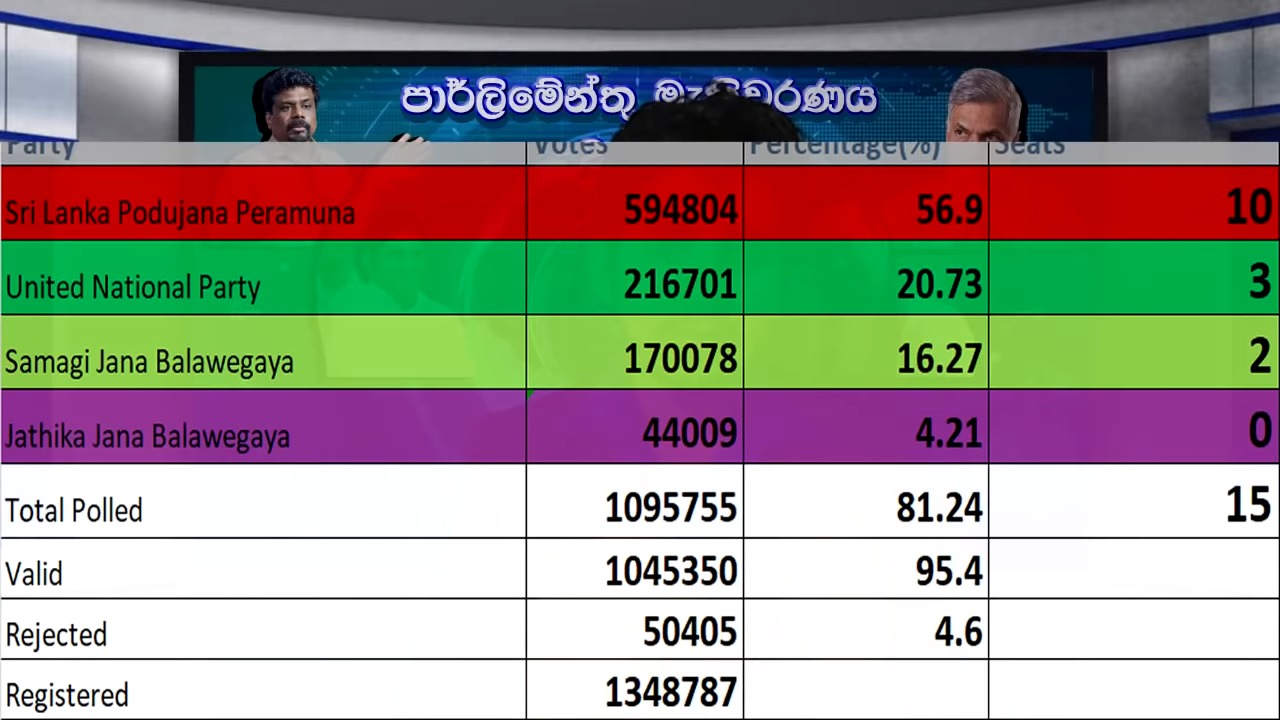 පාර්ලිමේන්තු මැතිවරණය
Party Votes Percentage(%) Seats
Sri Lanka Podujana Peramuna 594804 56.9 10
United National Party 216701 20.73 3
Samagi Jana Balawegaya 170078 16.27 2
Jathika Jana Balawegaya 44009 4.21 0
Total Polled 1095755 81.24 15
Valid 1045350 95.4
Rejected 50405 4.6
Registered 1348787